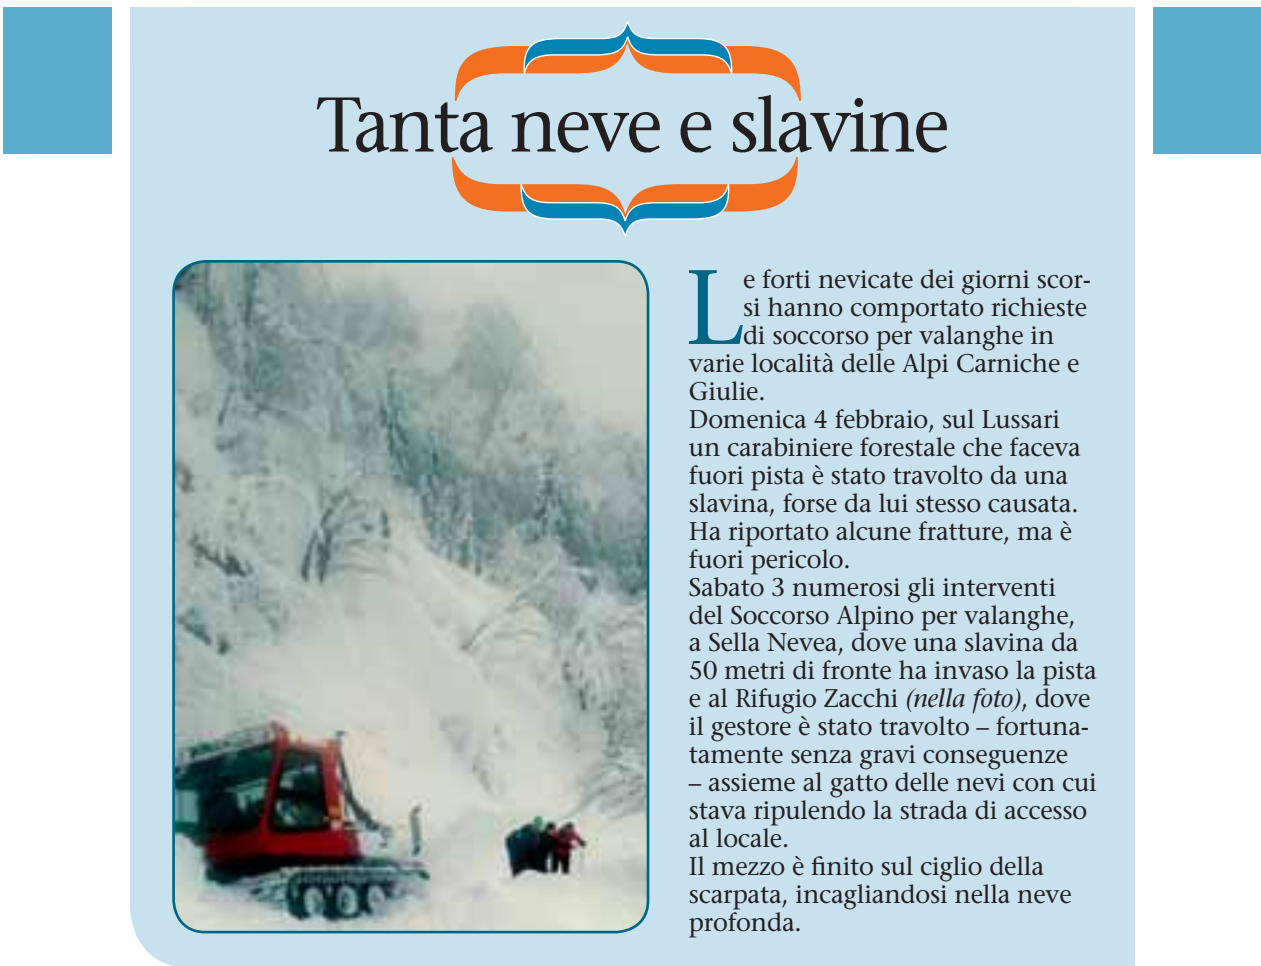 Tanta neve e slavine
Le forti nevicate dei giorni scor-
si hanno comportato richieste
di soccorso per valanghe in
varie località delle Alpi Carniche e
Giulie.
Domenica 4 febbraio, sul Lussari
un carabiniere forestale che faceva
fuori pista è stato travolto da una
slavina, forse da lui stesso causata.
Ha riportato alcune fratture, ma è
fuori pericolo.
Sabato 3 numerosi gli interventi
del Soccorso Alpino per valanghe,
a Sella Nevea, dove una slavina da
50 metri di fronte ha invaso la pista
e al Rifugio Zacchi (nella foto), dove
il gestore è stato travolto – fortuna-
tamente senza gravi conseguenze
– assieme al gatto delle nevi con cui
stava ripulendo la strada di accesso
al locale.
Il mezzo è finito sul ciglio della
scarpata, incagliandosi nella neve
profonda.